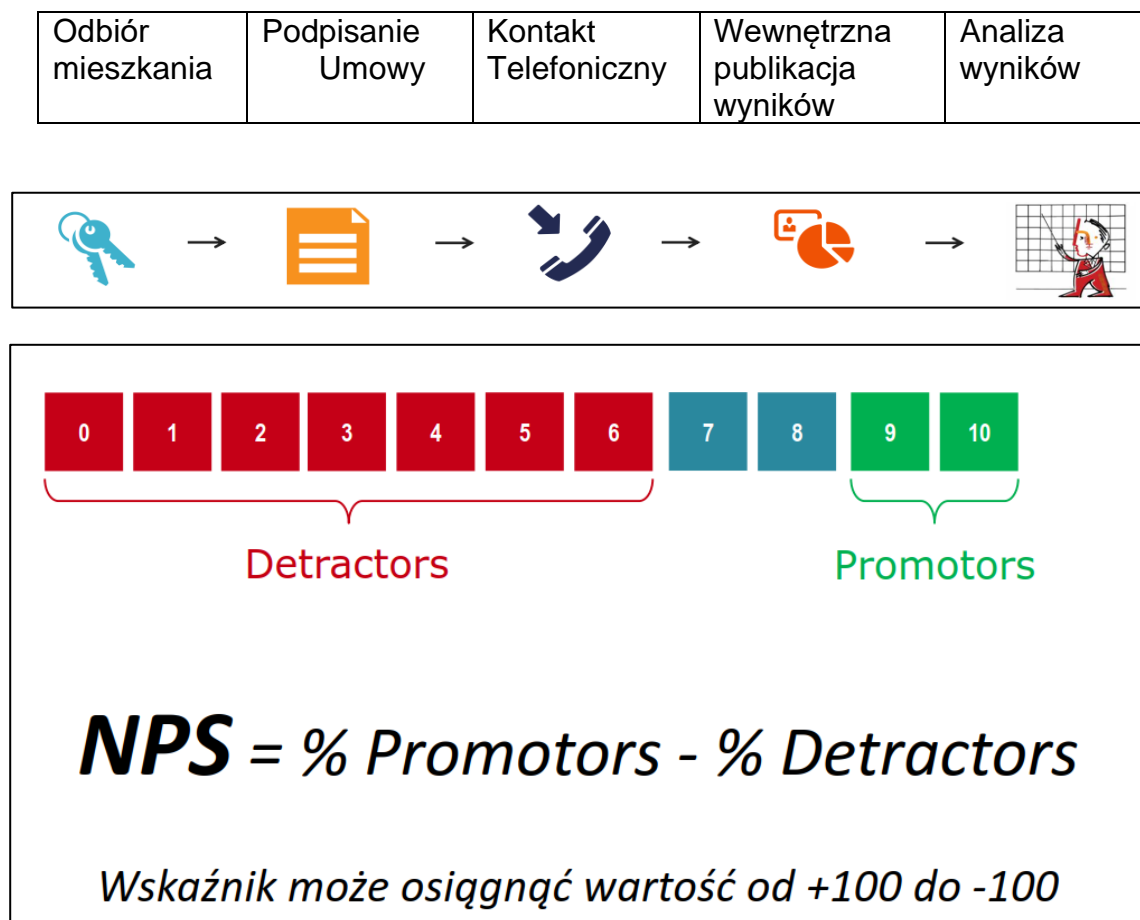 Odbiór mieszkania
Podpisanie Umowy
Kontakt Telefoniczny
Wewnętrzna publikacja wyników
Analiza wyników
0 1 2 3 4 5 6 7 8 9 10
Detractors Promotors
NPS = % Promotors - % Detractors
Wskaźnik może osiągnąć wartość od +100 do -100